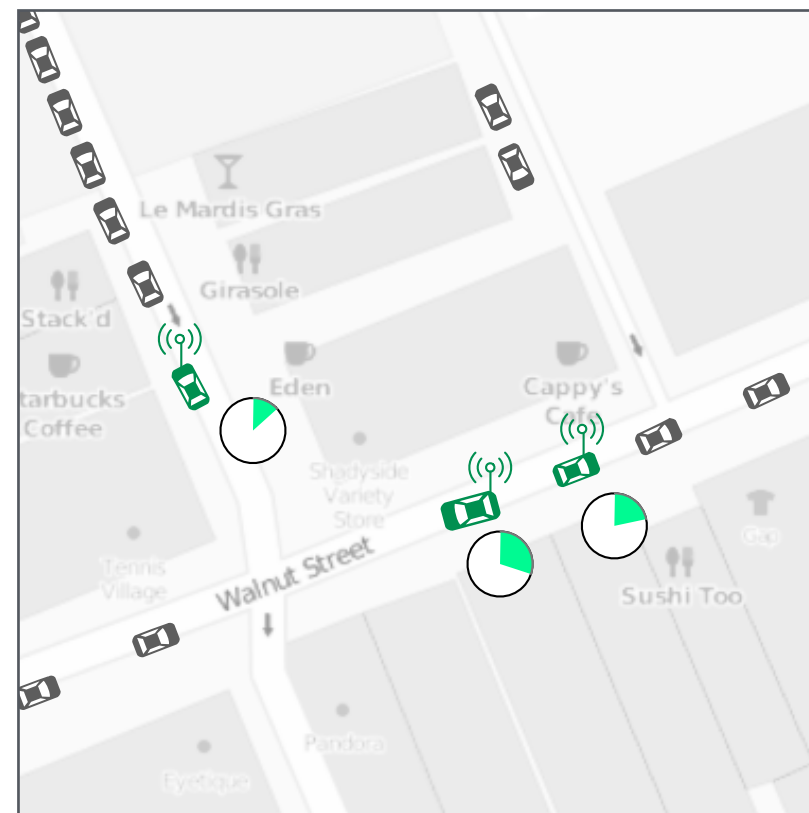 Le Mardis Gras
Girasole
Stack'd
Eden
Cappy's
Cafe
tarbucks
Coffee
Shadyside
Variety
Store
Gap
Tennis
Village
Walnut Street
Sushi Too
Pandora
Eyetique